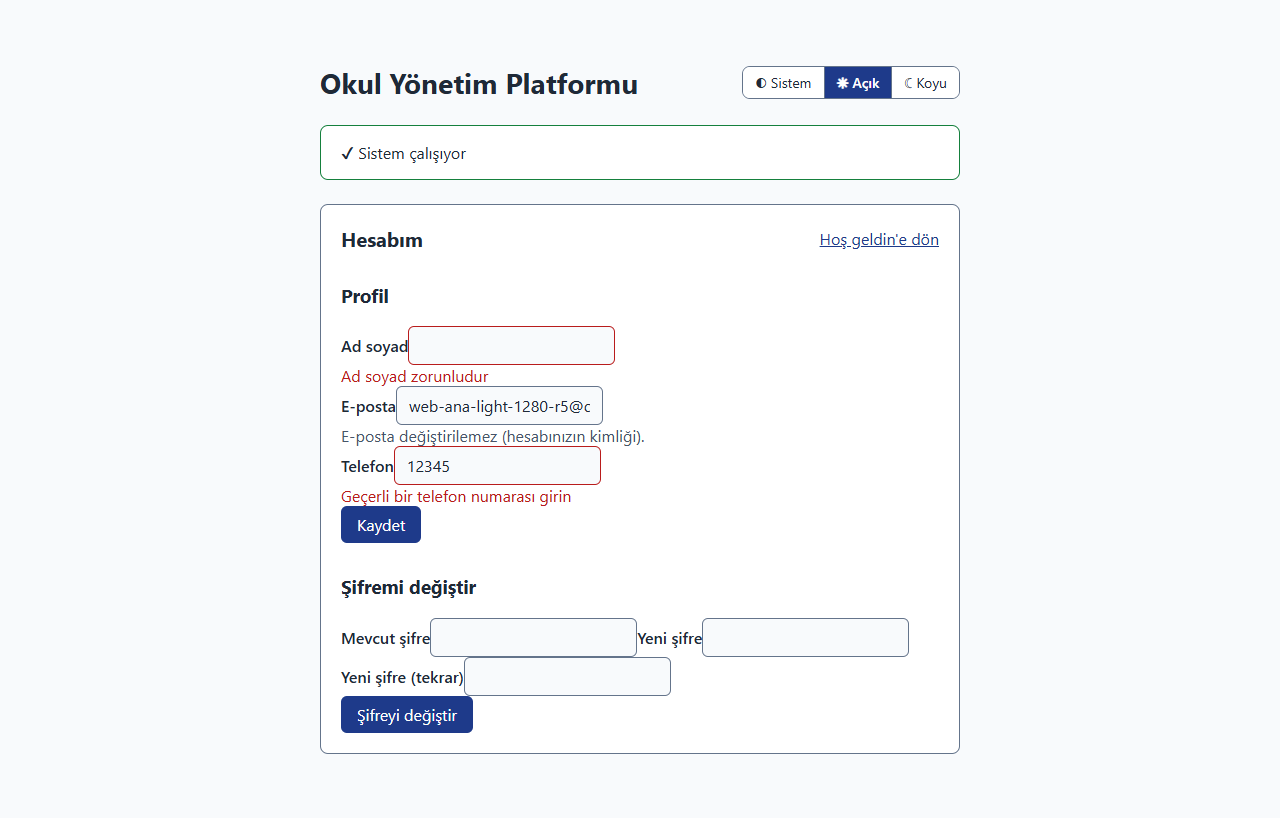 Okul Yönetim Platformu
◐ Sistem ❋ Açık ☾ Koyu
✓ Sistem çalışıyor
Hesabım Hoş geldin'e dön
Profil
Ad soyad
Ad soyad zorunludur
E-posta web-ana-light-1280-r5@c
E-posta değiştirilemez (hesabınızın kimliği).
Telefon 12345
Geçerli bir telefon numarası girin
Kaydet
Şifremi değiştir
Mevcut şifre Yeni şifre
Yeni şifre (tekrar)
Şifreyi değiştir